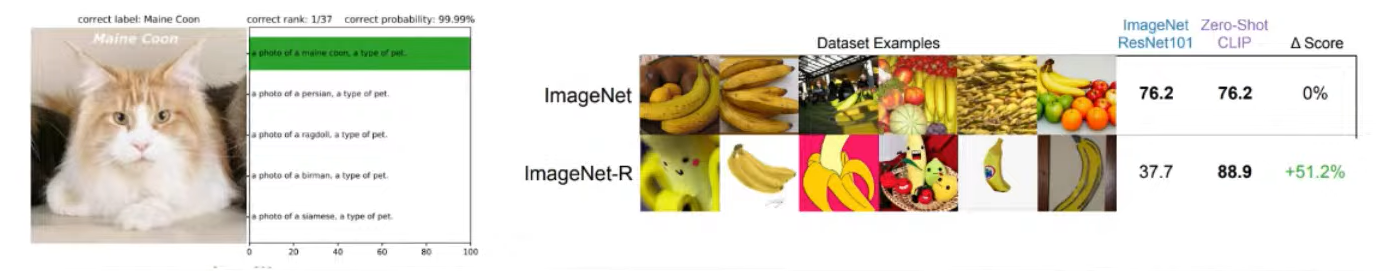 correct label: Maine Coon correct rank: 1/37 correct probability: 99.99%
Maine Coon
a photo of a maine coon, a type of pet.
a photo of a persian, a type of pet.
a photo of a ragdoll, a type of pet.
a photo of a birman, a type of pet.
a photo of a siamese, a type of pet.
0 20 40 60 80 100
Dataset Examples
ImageNet
ResNet101
Zero-Shot
CLIP
Δ Score
ImageNet 76.2 76.2 0%
ImageNet-R 37.7 88.9 +51.2%